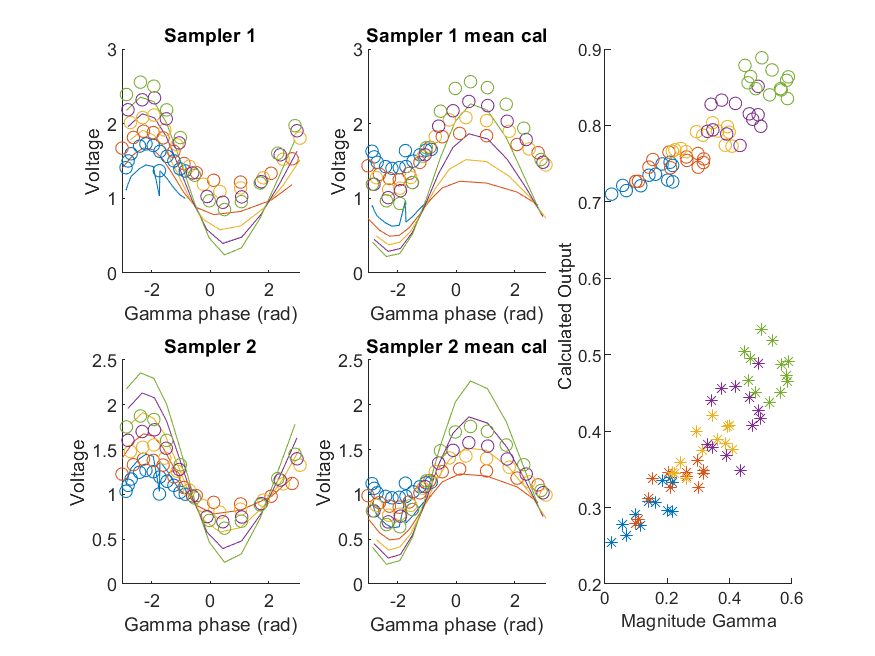 Sampler 1
3
2
1
0
Voltage
-2 0 2
Gamma phase (rad)
Sampler 1 mean cal
3
2
1
0
Voltage
-2 0 2
Gamma phase (rad)
Sampler 2
2.5
2
1.5
1
0.5
0
Voltage
-2 0 2
Gamma phase (rad)
Sampler 2 mean cal
2.5
2
1.5
1
0.5
0
Voltage
-2 0 2
Gamma phase (rad)
0.9
0.8
0.7
0.6
0.5
0.4
0.3
0.2
Calculated Output
0 0.2 0.4 0.6
Magnitude Gamma